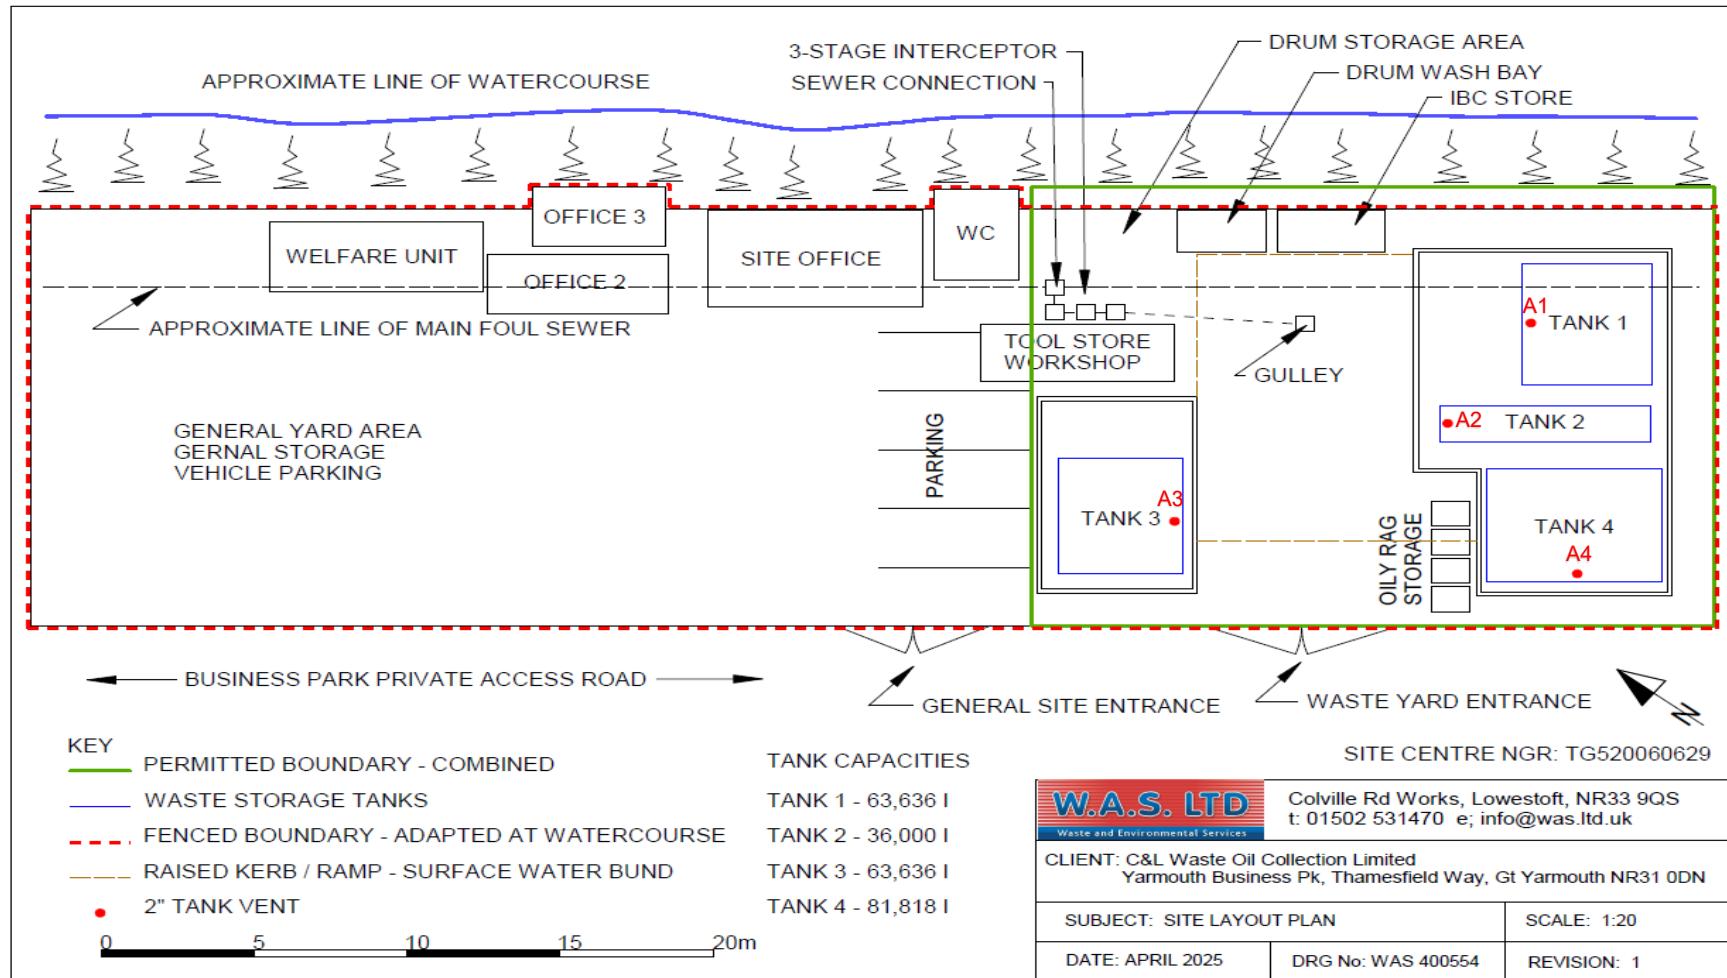 3-STAGE INTERCEPTOR
DRUM STORAGE AREA
APPROXIMATE LINE OF WATERCOURSE
SEWER CONNECTION
DRUM WASH BAY
IBC STORE
OFFICE 3
WC
WELFARE UNIT
SITE OFFICE
OFFICE 2
APPROXIMATE LINE OF MAIN FOUL SEWER
A1
TANK 1
TOOL STORE
WORKSHOP
GULLEY
A2
TANK 2
GENERAL YARD AREA
GERNAL STORAGE
VEHICLE PARKING
PARKING
A3
TANK 3
OILY RAG
STORAGE
TANK 4
A4
BUSINESS PARK PRIVATE ACCESS ROAD
GENERAL SITE ENTRANCE
WASTE YARD ENTRANCE
N
KEY
PERMITTED BOUNDARY - COMBINED
WASTE STORAGE TANKS
FENCED BOUNDARY - ADAPTED AT WATERCOURSE
RAISED KERB / RAMP - SURFACE WATER BUND
2" TANK VENT
0 5 10 15 20m
TANK CAPACITIES
TANK 1 - 63,636 l
TANK 2 - 36,000 l
TANK 3 - 63,636 l
TANK 4 - 81,818 l
SITE CENTRE NGR: TG520060629
W.A.S. LTD
Waste and Environmental Services
Colville Rd Works, Lowestoft, NR33 9QS
t: 01502 531470 e; info@was.ltd.uk
CLIENT: C&L Waste Oil Collection Limited
Yarmouth Business Pk, Thamesfield Way, Gt Yarmouth NR31 0DN
SUBJECT: SITE LAYOUT PLAN
SCALE: 1:20
DATE: APRIL 2025
DRG No: WAS 400554
REVISION: 1